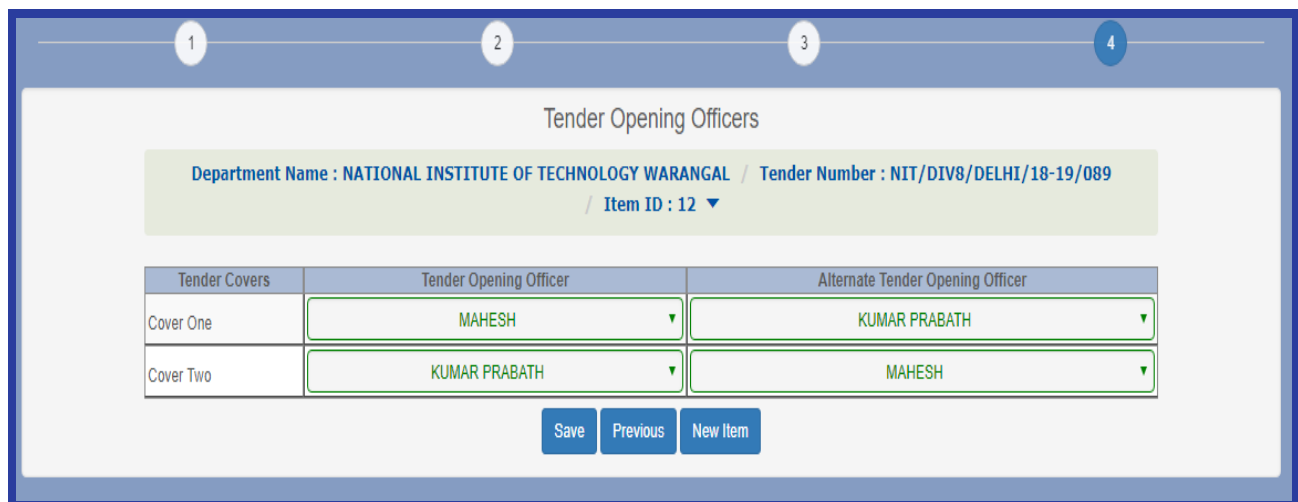 1 2 3 4
Tender Opening Officers
Department Name : NATIONAL INSTITUTE OF TECHNOLOGY WARANGAL / Tender Number : NIT/DIV8/DELHI/18-19/089
/ Item ID : 12 ▼
Tender Covers Tender Opening Officer Alternate Tender Opening Officer
Cover One MAHESH KUMAR PRABATH
Cover Two KUMAR PRABATH MAHESH
Save Previous New Item